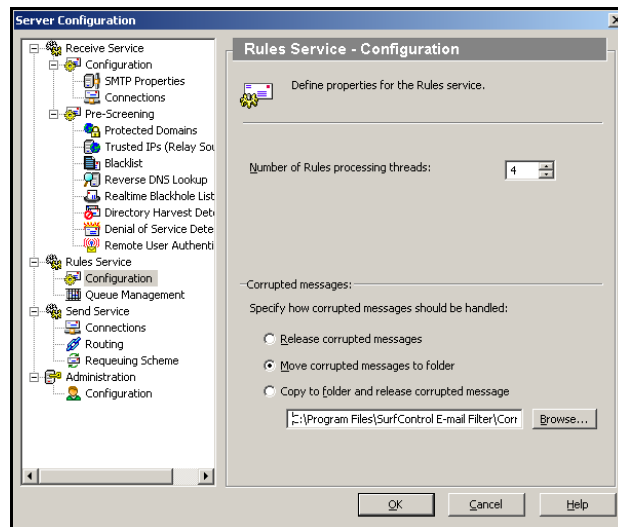 Server Configuration
Receive Service
Configuration
SMTP Properties
Connections
Pre-Screening
Protected Domains
Trusted IPs (Relay Sou
Blacklist
Reverse DNS Lookup
Realtime Blackhole List
Directory Harvest Det
Denial of Service Dete
Remote User Authenti
Rules Service
Configuration
Queue Management
Send Service
Connections
Routing
Requeuing Scheme
Administration
Configuration
Rules Service - Configuration
Define properties for the Rules service.
Number of Rules processing threads:
4
Corrupted messages:
Specify how corrupted messages should be handled:
Release corrupted messages
Move corrupted messages to folder
Copy to folder and release corrupted message
:\Program Files\SurfControl E-mail Filter\Corr
Browse...
OK
Cancel
Help